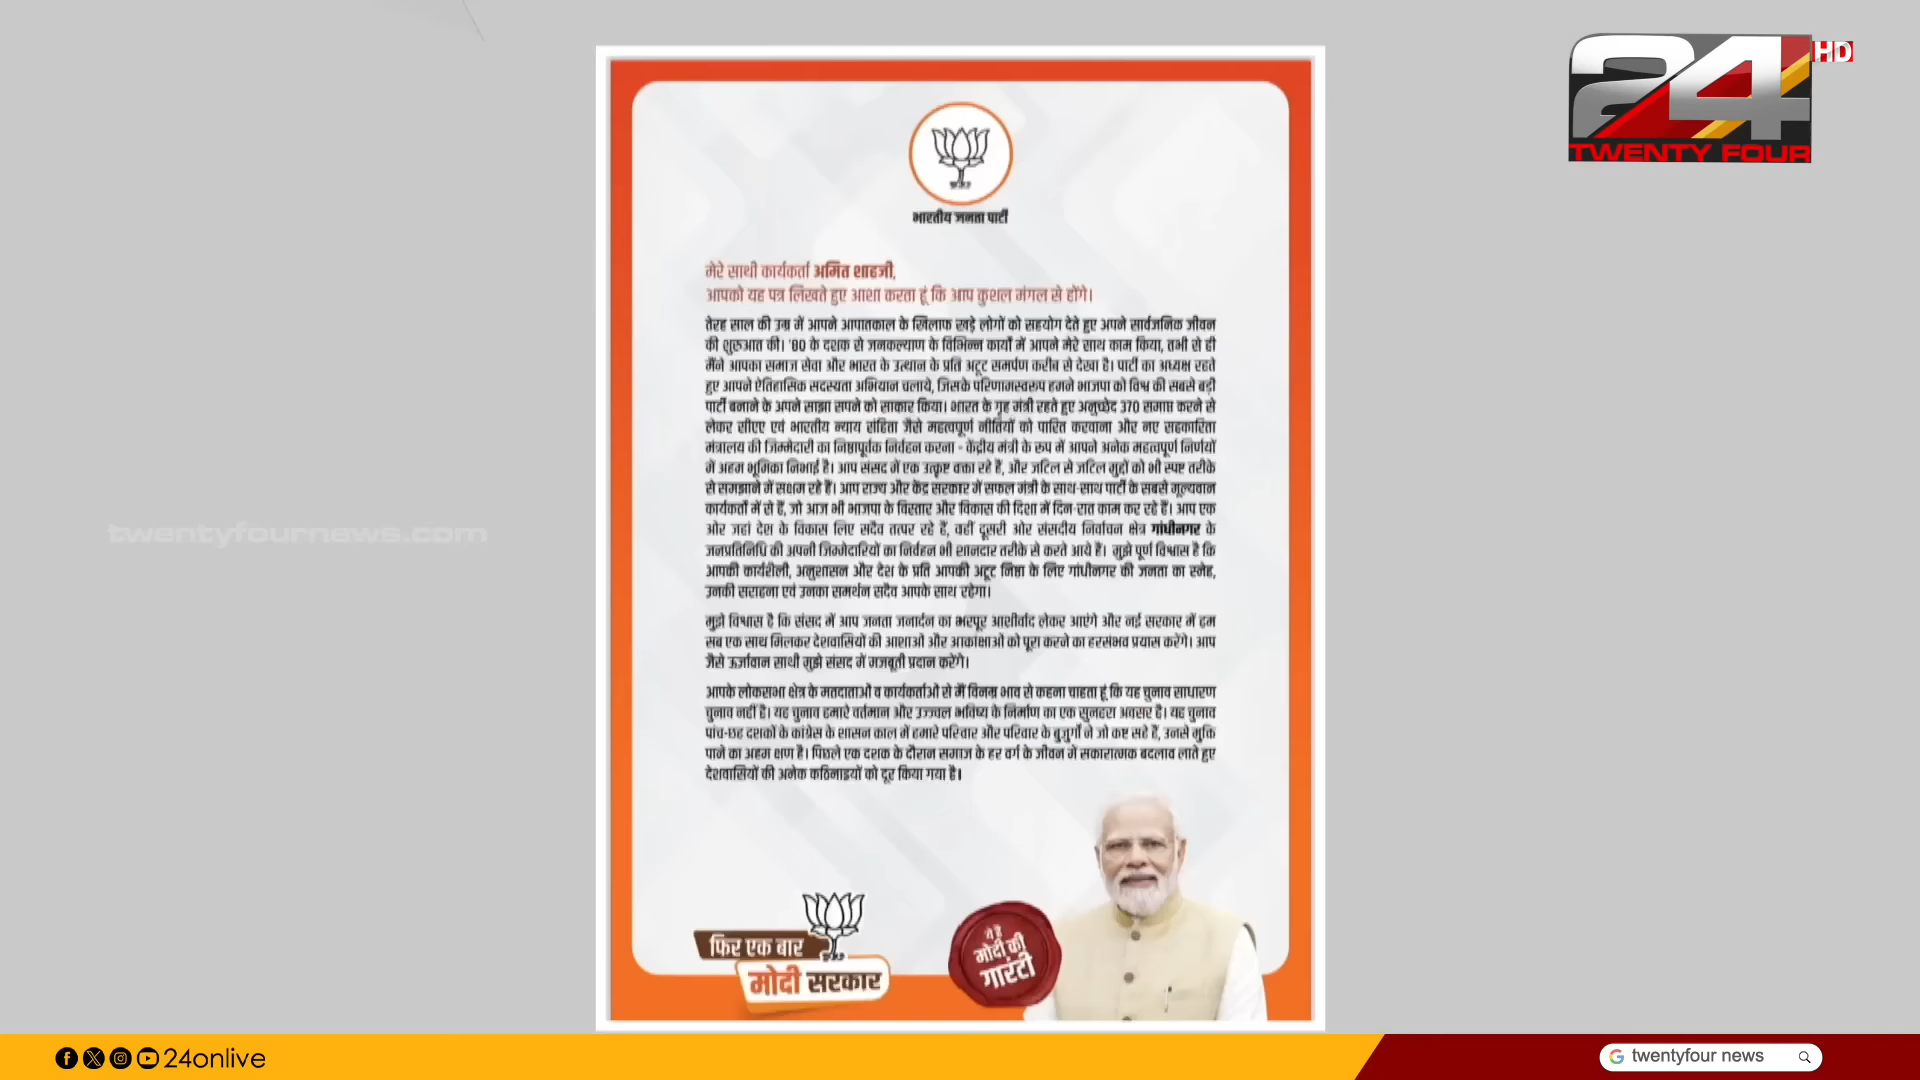 24
HD
TWENTY FOUR
भारतीय जनता पार्टी
मेरे साथी कार्यकर्ता अमित शाहजी,
आपको यह पत्र लिखते हुए आशा करता हूं कि आप कुशल मंगल से होंगे।
तेरह साल की उम्र में आपने आपातकाल के खिलाफ खड़े लोगों को सहयोग देते हुए अपने सार्वजनिक जीवन
की शुरुआत की। '80 के दशक से जनकल्याण के विभिन्न कार्यों में आपने मेरे साथ काम किया, तभी से ही
मैंने आपका समाज सेवा और भारत के उत्थान के प्रति अटूट समर्पण करीब से देखा है। पार्टी का अध्यक्ष रहते
हुए आपने ऐतिहासिक सदस्यता अभियान चलाये, जिसके परिणामस्वरूप हमने भाजपा को विश्व की सबसे बड़ी
पार्टी बनाने के अपने साझा सपने को साकार किया। भारत के गृह मंत्री रहते हुए अनुच्छेद 370 समाप्त करने से
लेकर सीएए एवं भारतीय न्याय संहिता जैसे महत्वपूर्ण नीतियों को पारित करवाना और नए सहकारिता
मंत्रालय की जिम्मेदारी का निष्ठापूर्वक निर्वहन करना - केंद्रीय मंत्री के रूप में आपने अनेक महत्वपूर्ण निर्णयों
में अहम भूमिका निभाई है। आप संसद में एक उत्कृष्ट वक्ता रहे हैं, और जटिल से जटिल मुद्दों को भी स्पष्ट तरीके
से समझाने में सक्षम रहे हैं। आप राज्य और केंद्र सरकार में सफल मंत्री के साथ-साथ पार्टी के सबसे मूल्यवान
कार्यकर्तों में से हैं, जो आज भी भाजपा के विस्तार और विकास की दिशा में दिन-रात काम कर रहे हैं। आप एक
ओर जहां देश के विकास लिए सदैव तत्पर रहे हैं, वहीं दूसरी ओर संसदीय निर्वाचन क्षेत्र गांधीनगर के
twentyfournews.com
जनप्रतिनिधि की अपनी जिम्मेदारियों का निर्वहन भी शानदार तरीके से करते आये हैं। मुझे पूर्ण विश्वास है कि
आपकी कार्यशैली, अनुशासन और देश के प्रति आपकी अटूट निष्ठा के लिए गांधीनगर की जनता का स्नेह,
उनकी सराहना एवं उनका समर्थन सदैव आपके साथ रहेगा।
मुझे विश्वास है कि संसद में आप जनता जनार्दन का भरपूर आशीर्वाद लेकर आएंगे और नई सरकार में हम
सब एक साथ मिलकर देशवासियों की आशाओं और आकांक्षाओं को पूरा करने का हरसंभव प्रयास करेंगे। आप
जैसे ऊर्जावान साथी मुझे संसद में मजबूती प्रदान करेंगे।
आपके लोकसभा क्षेत्र के मतदाताओं व कार्यकर्ताओं से मैं विनम्र भाव से कहना चाहता हूं कि यह चुनाव साधारण
चुनाव नहीं है। यह चुनाव हमारे वर्तमान और उज्ज्वल भविष्य के निर्माण का एक सुनहरा अवसर है। यह चुनाव
पांच-छह दशकों के कांग्रेस के शासन काल में हमारे परिवार और परिवार के बुजुर्गों ने जो कष्ट सहे हैं, उनसे मुक्ति
पाने का अहम क्षण है। पिछले एक दशक के दौरान समाज के हर वर्ग के जीवन में सकारात्मक बदलाव लाते हुए
देशवासियों की अनेक कठिनाइयों को दूर किया गया है।
फिर एक बार
मोदी सरकार
ये है
मोदी की
गारंटी
24onlive
twentyfour news